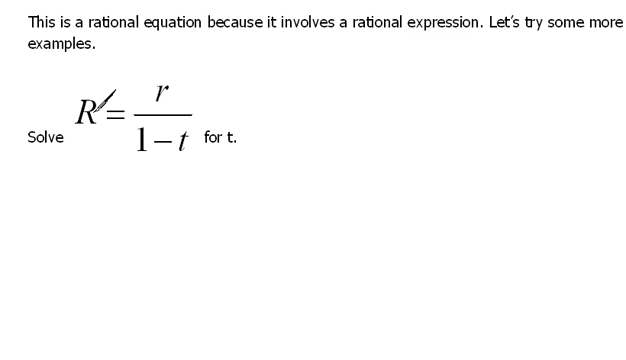 This is a rational equation because it involves a rational expression. Let's try some more
examples.
Solve R = r / (1 − t) for t.